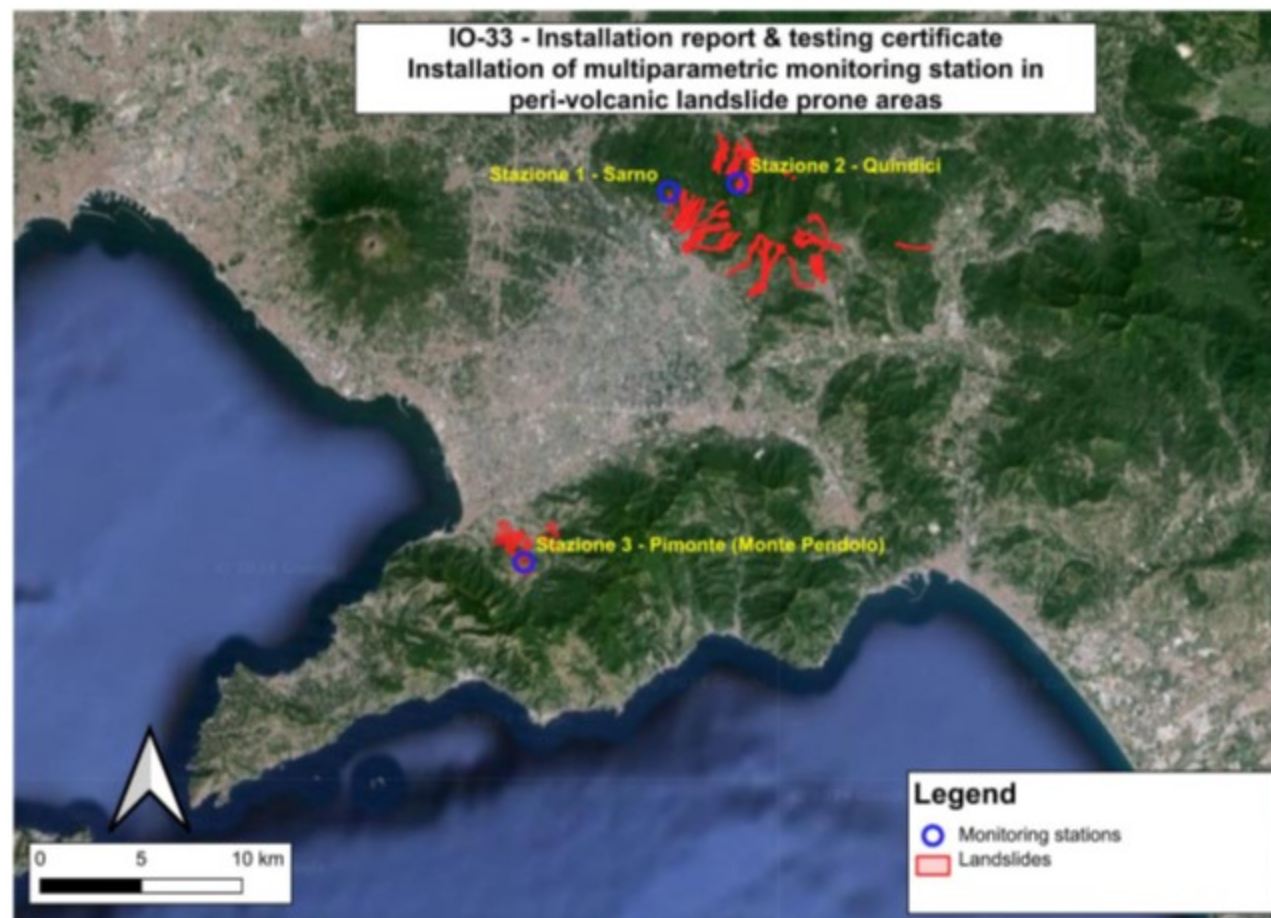 IO-33 - Installation report & testing certificate
Installation of multiparametric monitoring station in
peri-volcanic landslide prone areas
Stazione 1 - Sarno
Stazione 2 - Quindici
Stazione 3 - Pimonte (Monte Pendolo)
Legend
Monitoring stations
Landslides
0 5 10 km